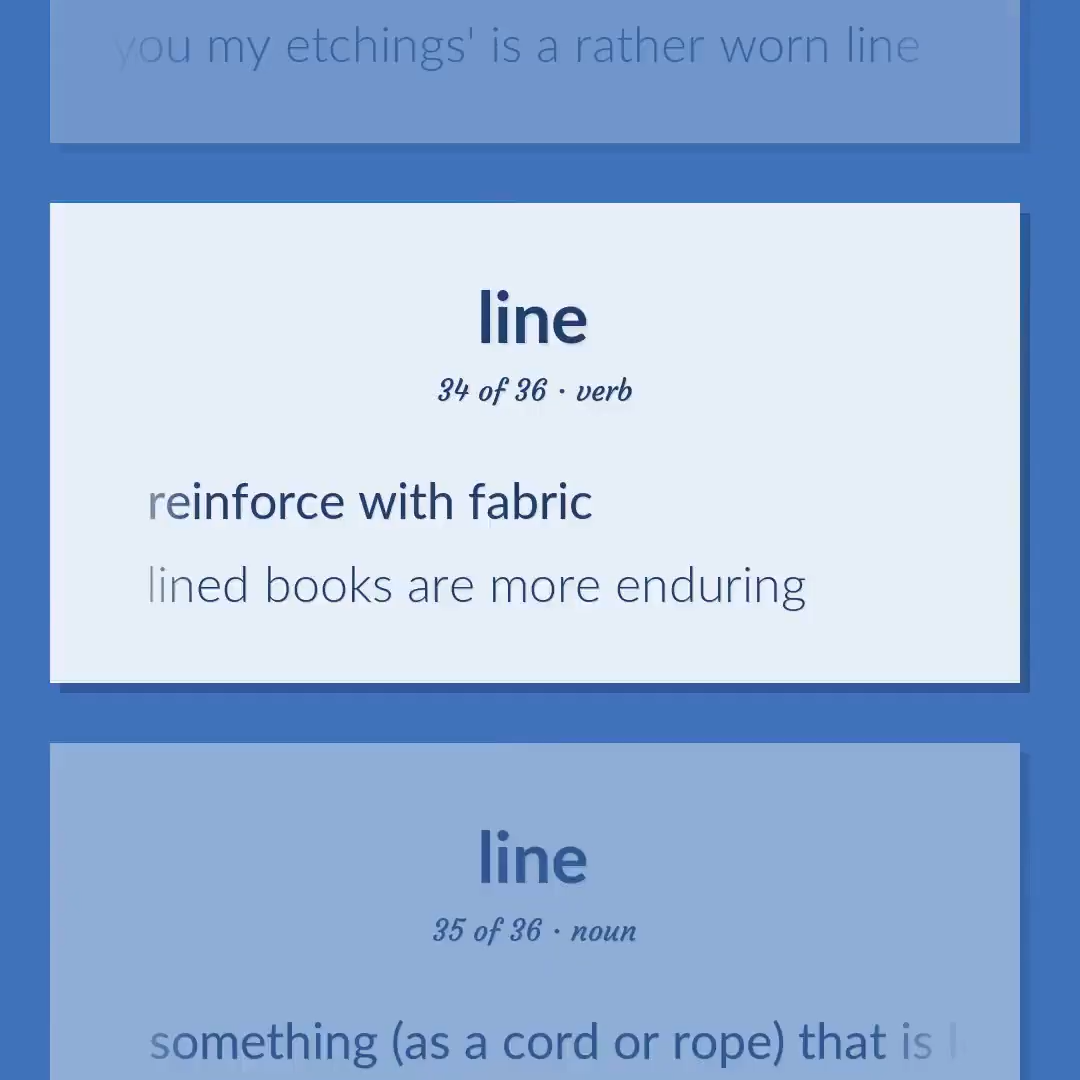 you my etchings' is a rather worn line
line
34 of 36 · verb
reinforce with fabric
lined books are more enduring
line
35 of 36 · noun
something (as a cord or rope) that is